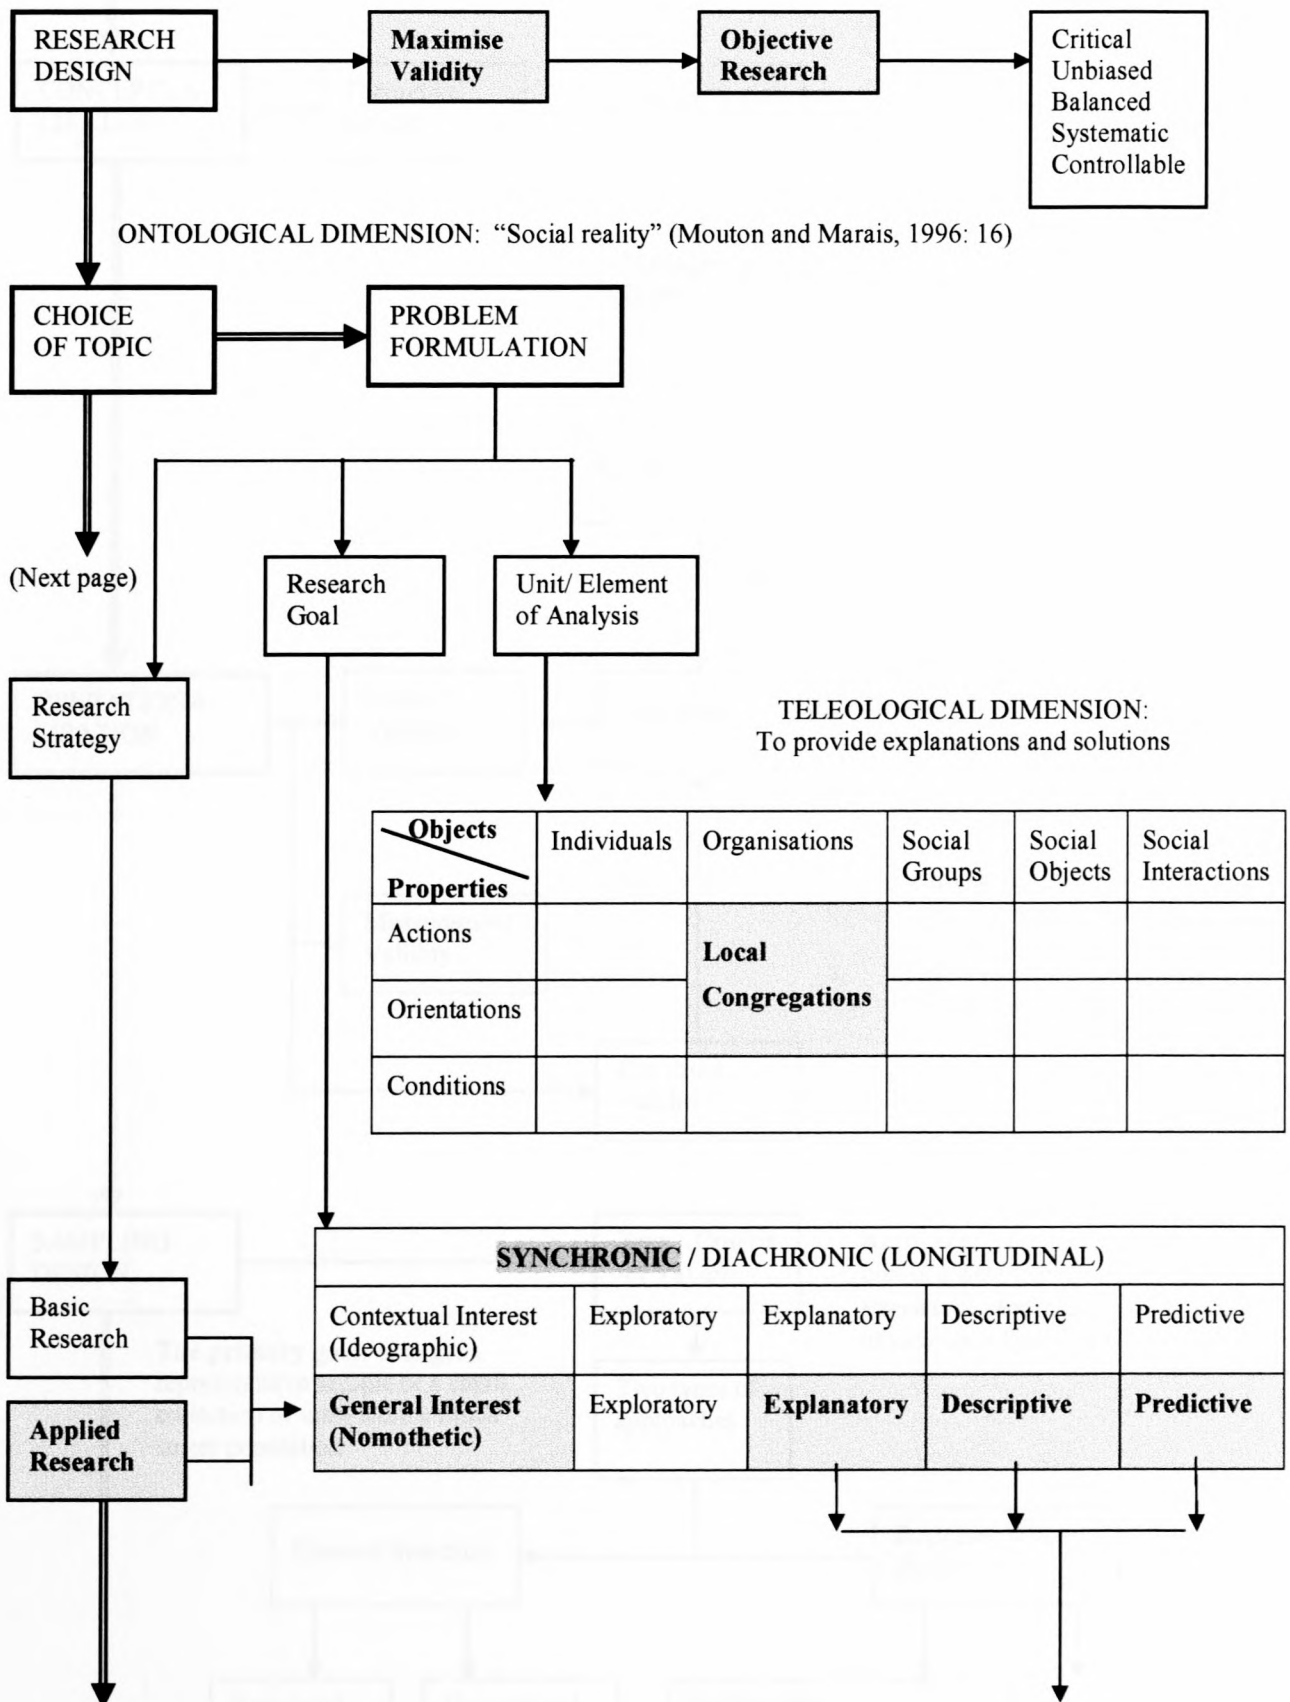 RESEARCH
DESIGN
Maximise
Validity
Objective
Research
Critical
Unbiased
Balanced
Systematic
Controllable
ONTOLOGICAL DIMENSION: “Social reality” (Mouton and Marais, 1996: 16)
CHOICE
OF TOPIC
PROBLEM
FORMULATION
(Next page)
Research
Goal
Unit/ Element
of Analysis
Research
Strategy
TELEOLOGICAL DIMENSION:
To provide explanations and solutions
Objects
Properties
Individuals
Organisations
Social
Groups
Social
Objects
Social
Interactions
Actions
Local
Congregations
Orientations
Conditions
SYNCHRONIC / DIACHRONIC (LONGITUDINAL)
Basic
Research
Contextual Interest
(Ideographic)
Exploratory
Explanatory
Descriptive
Predictive
Applied
Research
General Interest
(Nomothetic)
Exploratory
Explanatory
Descriptive
Predictive